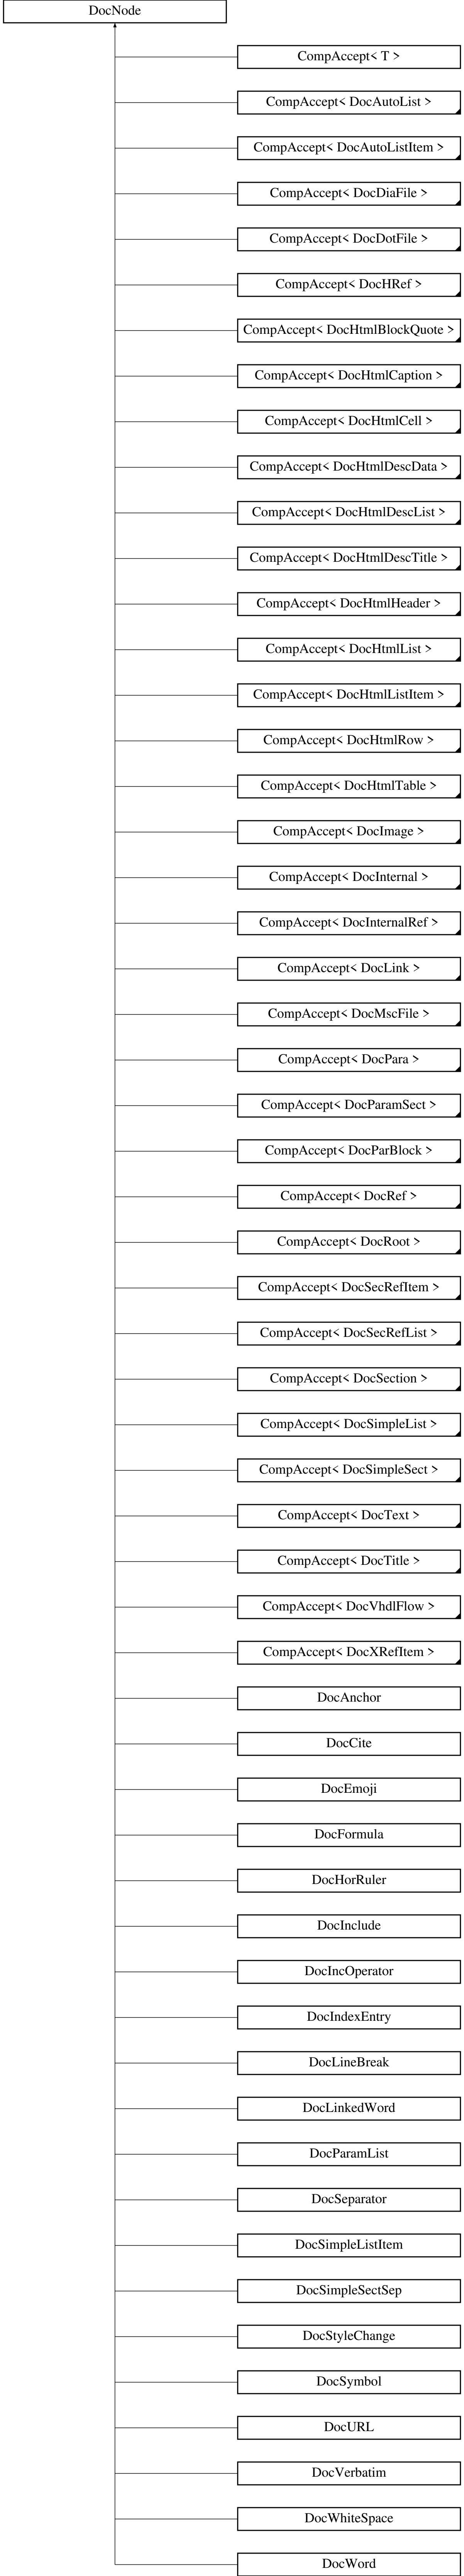 DocNode
CompAccept< T >
CompAccept< DocAutoList >
CompAccept< DocAutoListItem >
CompAccept< DocDiaFile >
CompAccept< DocDotFile >
CompAccept< DocHRef >
CompAccept< DocHtmlBlockQuote >
CompAccept< DocHtmlCaption >
CompAccept< DocHtmlCell >
CompAccept< DocHtmlDescData >
CompAccept< DocHtmlDescList >
CompAccept< DocHtmlDescTitle >
CompAccept< DocHtmlHeader >
CompAccept< DocHtmlList >
CompAccept< DocHtmlListItem >
CompAccept< DocHtmlRow >
CompAccept< DocHtmlTable >
CompAccept< DocImage >
CompAccept< DocInternal >
CompAccept< DocInternalRef >
CompAccept< DocLink >
CompAccept< DocMscFile >
CompAccept< DocPara >
CompAccept< DocParamSect >
CompAccept< DocParBlock >
CompAccept< DocRef >
CompAccept< DocRoot >
CompAccept< DocSecRefItem >
CompAccept< DocSecRefList >
CompAccept< DocSection >
CompAccept< DocSimpleList >
CompAccept< DocSimpleSect >
CompAccept< DocText >
CompAccept< DocTitle >
CompAccept< DocVhdlFlow >
CompAccept< DocXRefItem >
DocAnchor
DocCite
DocEmoji
DocFormula
DocHorRuler
DocInclude
DocIncOperator
DocIndexEntry
DocLineBreak
DocLinkedWord
DocParamList
DocSeparator
DocSimpleListItem
DocSimpleSectSep
DocStyleChange
DocSymbol
DocURL
DocVerbatim
DocWhiteSpace
DocWord